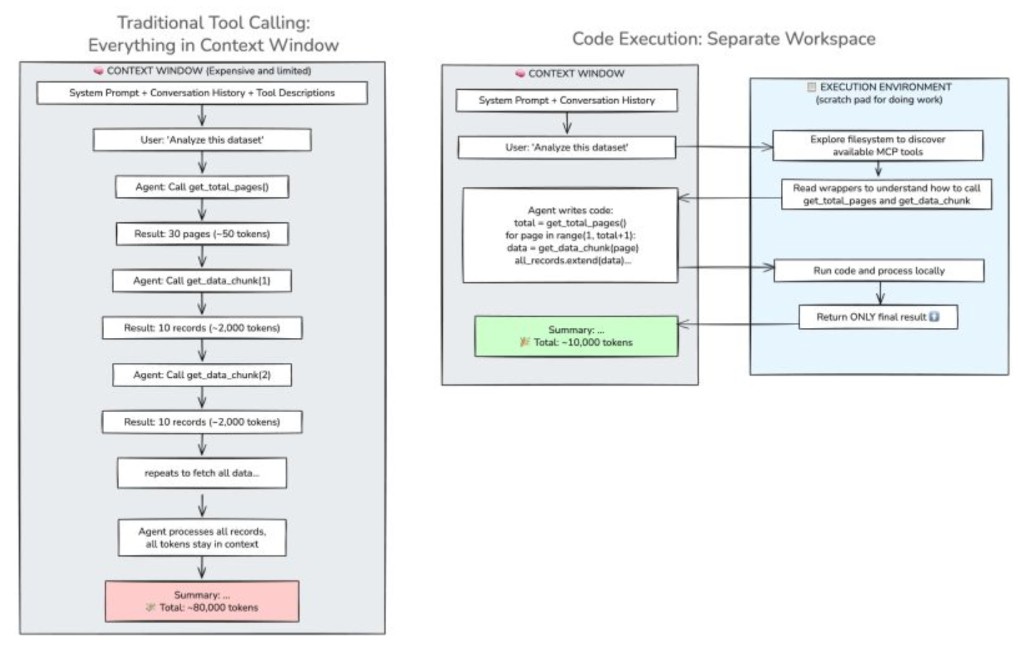 Traditional Tool Calling:
Everything in Context Window
🧠 CONTEXT WINDOW (Expensive and limited)
System Prompt + Conversation History + Tool Descriptions
User: 'Analyze this dataset'
Agent: Call get_total_pages()
Result: 30 pages (~50 tokens)
Agent: Call get_data_chunk(1)
Result: 10 records (~2,000 tokens)
Agent: Call get_data_chunk(2)
Result: 10 records (~2,000 tokens)
repeats to fetch all data...
Agent processes all records,
all tokens stay in context
Summary: ...
💸 Total: ~80,000 tokens
Code Execution: Separate Workspace
🧠 CONTEXT WINDOW
System Prompt + Conversation History
User: 'Analyze this dataset'
Agent writes code:
total = get_total_pages()
for page in range(1, total+1):
data = get_data_chunk(page)
all_records.extend(data)...
Summary: ...
🎉 Total: ~10,000 tokens
📋 EXECUTION ENVIRONMENT
(scratch pad for doing work)
Explore filesystem to discover
available MCP tools
Read wrappers to understand how to call
get_total_pages and get_data_chunk
Run code and process locally
Return ONLY final result ⬆️